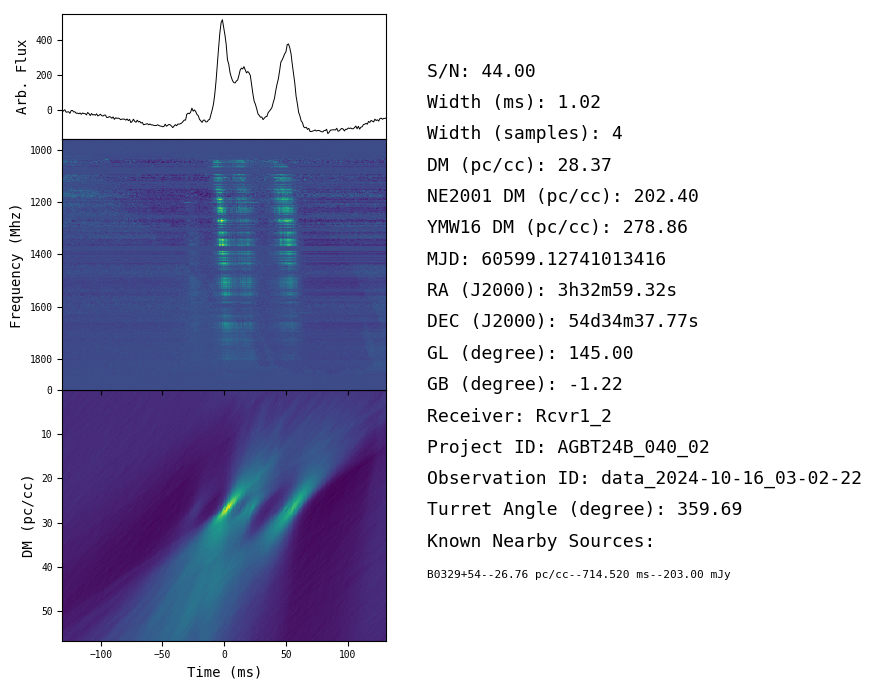 Arb. Flux
400
200
0
Frequency (Mhz)
1000
1200
1400
1600
1800
DM (pc/cc)
0
10
20
30
40
50
−100
−50
0
50
100
Time (ms)
S/N: 44.00
Width (ms): 1.02
Width (samples): 4
DM (pc/cc): 28.37
NE2001 DM (pc/cc): 202.40
YMW16 DM (pc/cc): 278.86
MJD: 60599.12741013416
RA (J2000): 3h32m59.32s
DEC (J2000): 54d34m37.77s
GL (degree): 145.00
GB (degree): -1.22
Receiver: Rcvr1_2
Project ID: AGBT24B_040_02
Observation ID: data_2024-10-16_03-02-22
Turret Angle (degree): 359.69
Known Nearby Sources:
B0329+54--26.76 pc/cc--714.520 ms--203.00 mJy